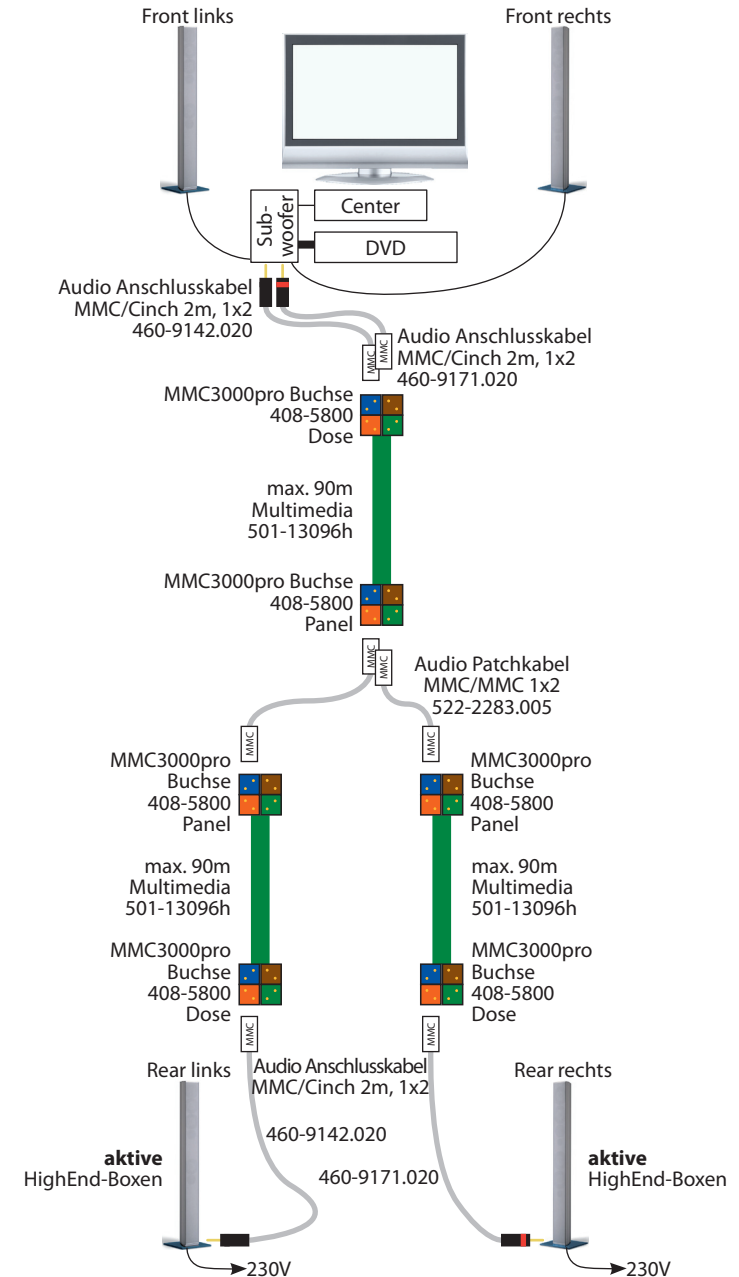 Front links
Front rechts
Sub-
woofer
Center
DVD
Audio Anschlusskabel
MMC/Cinch 2m, 1x2
460-9142.020
MMC
MMC
Audio Anschlusskabel
MMC/Cinch 2m, 1x2
460-9171.020
MMC3000pro Buchse
408-5800
Dose
max. 90m
Multimedia
501-13096h
MMC3000pro Buchse
408-5800
Panel
MMC
MMC
Audio Patchkabel
MMC/MMC 1x2
522-2283.005
MMC
MMC
MMC3000pro
Buchse
408-5800
Panel
MMC3000pro
Buchse
408-5800
Panel
max. 90m
Multimedia
501-13096h
max. 90m
Multimedia
501-13096h
MMC3000pro
Buchse
408-5800
Dose
MMC3000pro
Buchse
408-5800
Dose
MMC
MMC
Rear links
Audio Anschlusskabel
MMC/Cinch 2m, 1x2
Rear rechts
460-9142.020
460-9171.020
aktive
HighEnd-Boxen
aktive
HighEnd-Boxen
230V
230V